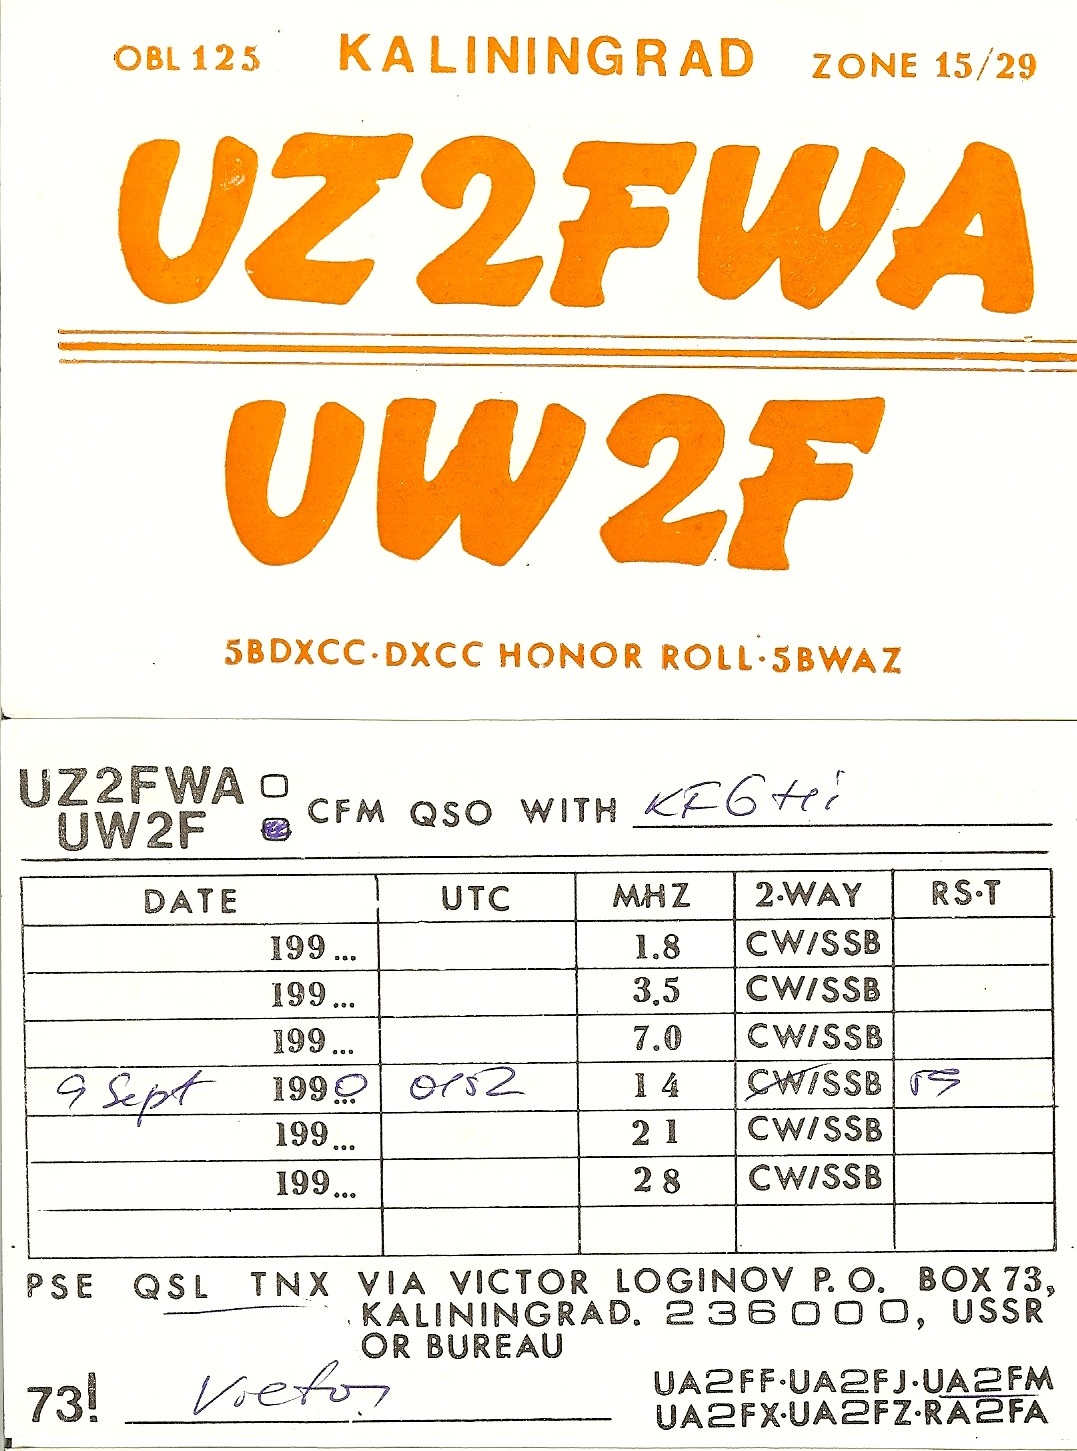 OBL 125 KALININGRAD ZONE 15/29
UZ2FWA
UW2F
5BDXCC·DXCC HONOR ROLL·5BWAZ
UZ2FWA
UW2F
CFM QSO WITH KF6HI
DATE UTC MHZ 2·WAY RS·T
199... 1.8 CW/SSB
199... 3.5 CW/SSB
199... 7.0 CW/SSB
9 Sept 1990 0152 14 CW/SSB 59
199... 21 CW/SSB
199... 28 CW/SSB
PSE QSL TNX VIA VICTOR LOGINOV P.O. BOX 73,
KALININGRAD. 236000, USSR
OR BUREAU
73! Victor
UA2FF·UA2FJ·UA2FM
UA2FX·UA2FZ·RA2FA